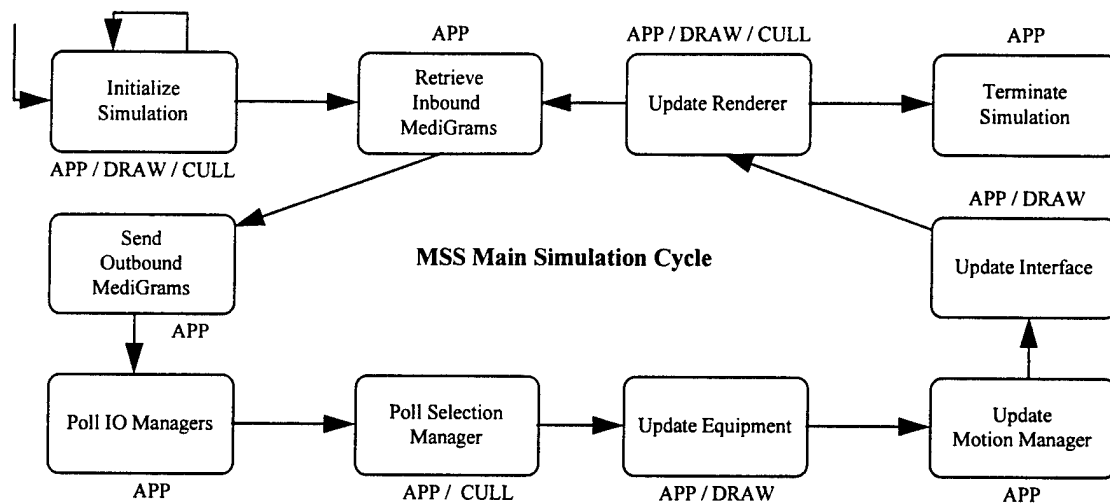 APP
APP / DRAW / CULL
APP
Initialize
Simulation
Retrieve
Inbound
MediGrams
Update Renderer
Terminate
Simulation
APP / DRAW / CULL
APP / DRAW
Send
Outbound
MediGrams
MSS Main Simulation Cycle
Update Interface
APP
Poll IO Managers
Poll Selection
Manager
Update Equipment
Update
Motion Manager
APP
APP / CULL
APP / DRAW
APP